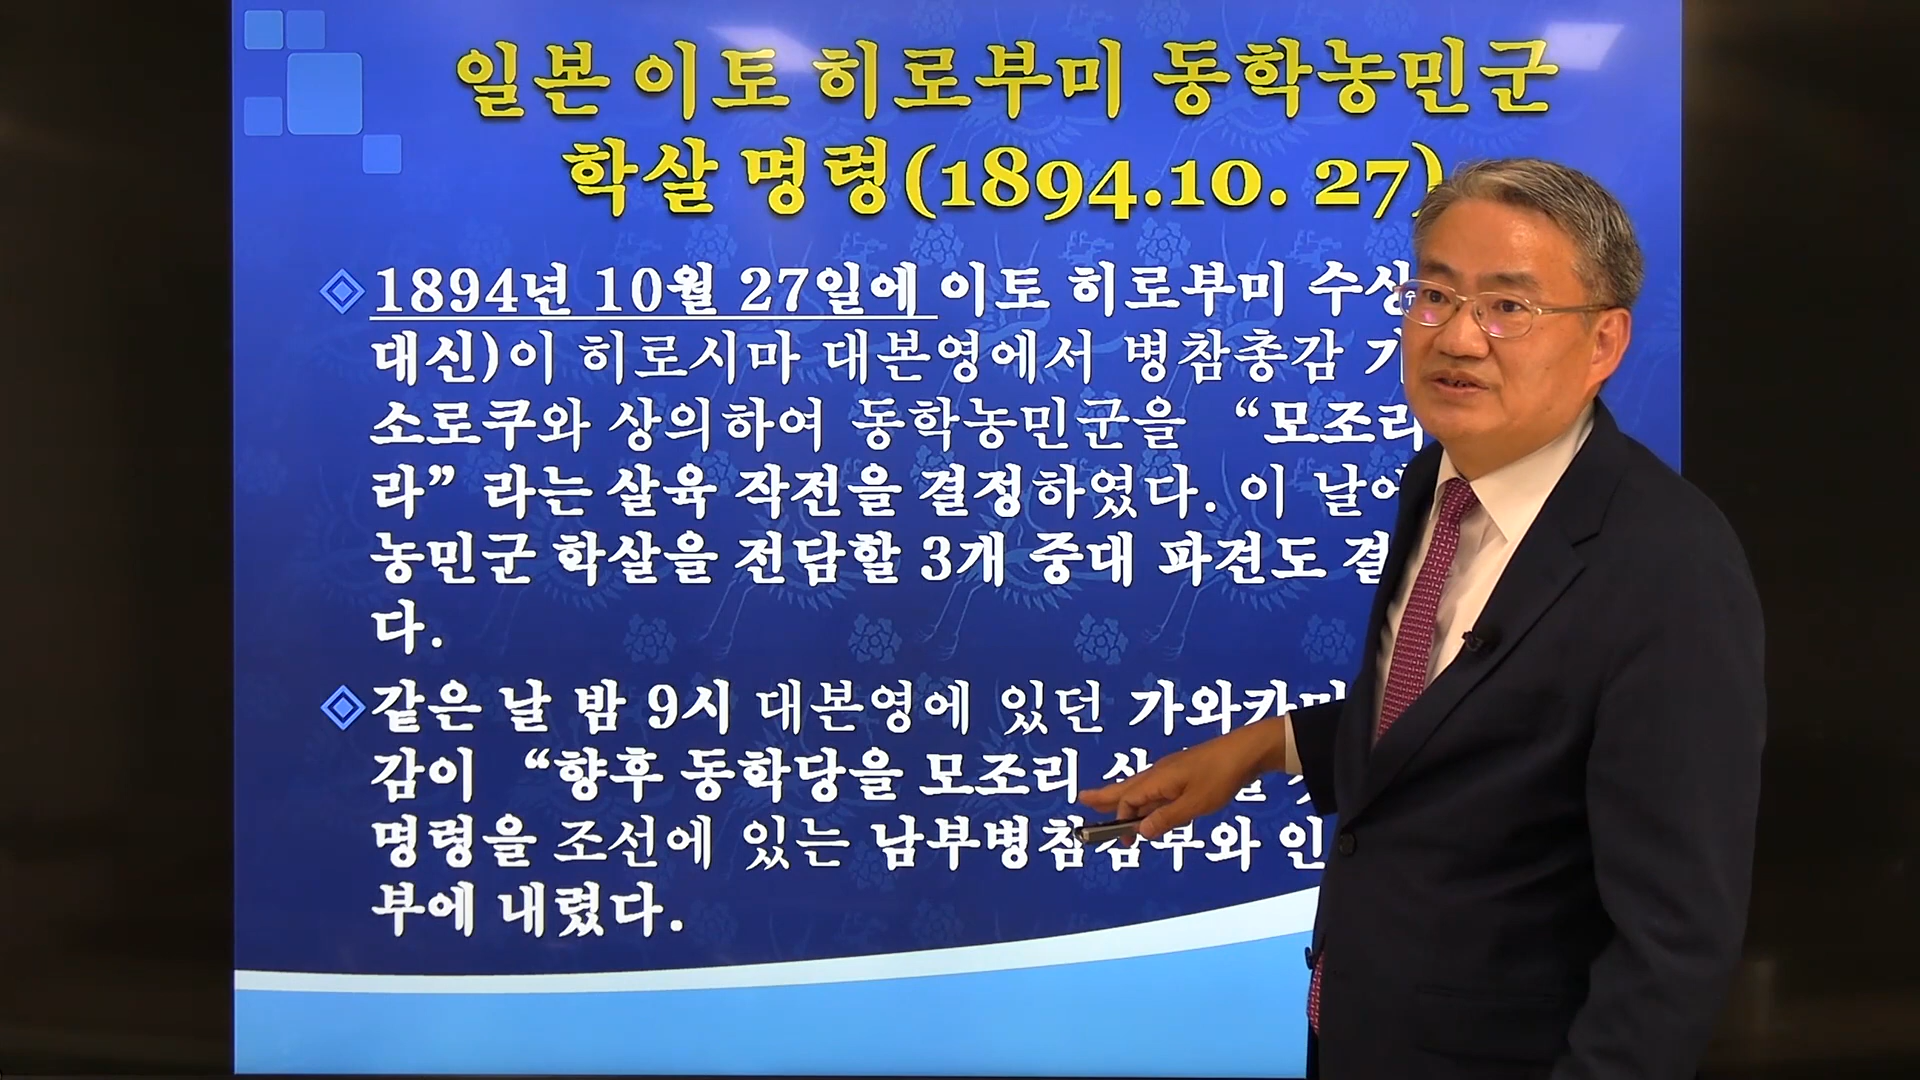 일본 이토 히로부미 동학농민군
학살 명령(1894.10. 27)
1894년 10월 27일에 이토 히로부미 수상
대신)이 히로시마 대본영에서 병참총감
소로쿠와 상의하여 동학농민군을 “모조리
라” 라는 살육 작전을 결정하였다. 이 날에
농민군 학살을 전담할 3개 중대 파견도 결
다.
같은 날 밤 9시 대본영에 있던 가와카미
감이 “향후 동학당을 모조리
명령을 조선에 있는 남부병참감부와 인
부에 내렸다.